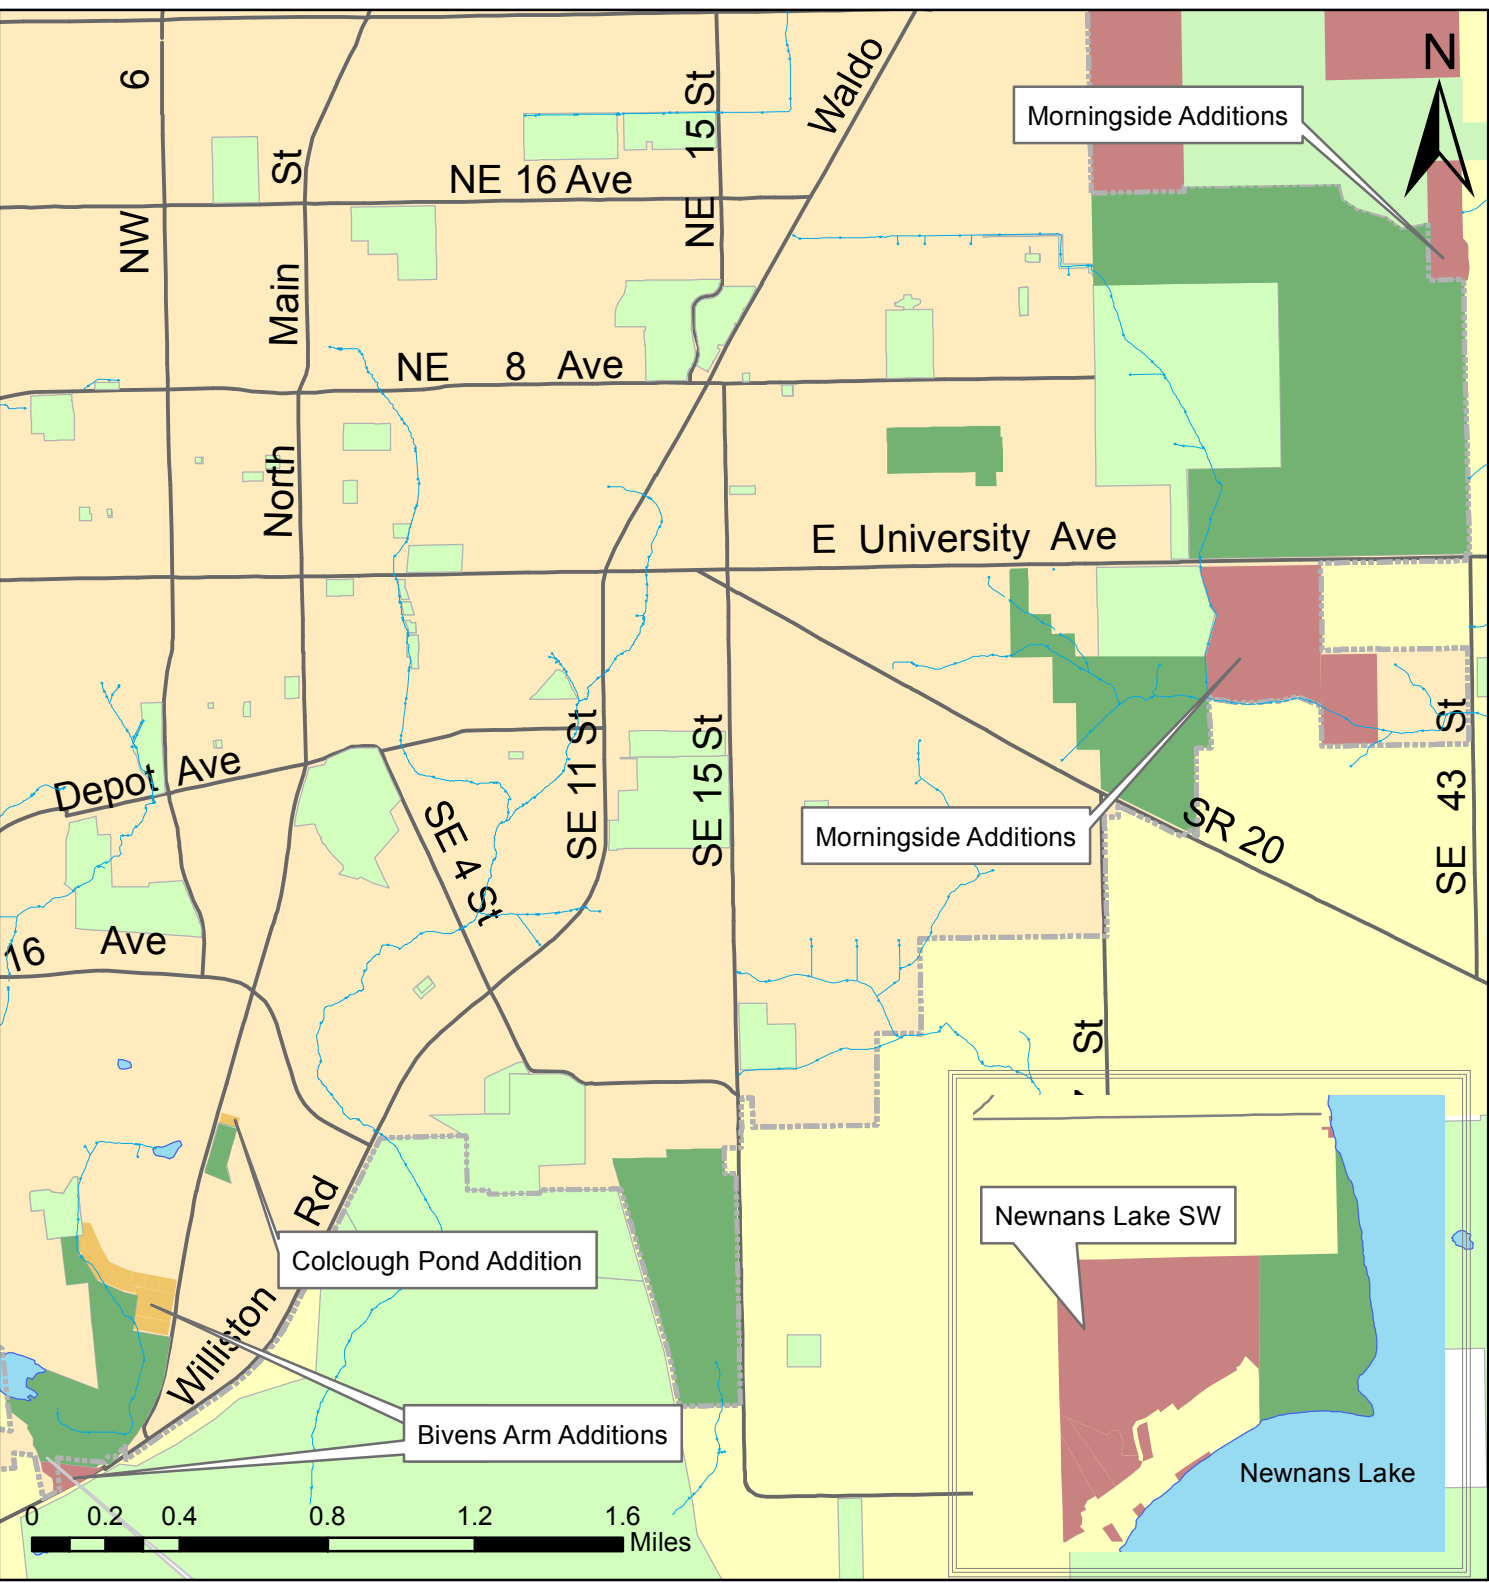 N
6
NW
St
Main
North
NE 16 Ave
NE 15 St
Waldo
Morningside Additions
NE 8 Ave
E University Ave
Depot Ave
SE 4 St
SE 11 St
SE 15 St
Morningside Additions
SR 20
SE 43 St
16 Ave
St
Williston Rd
Colclough Pond Addition
Bivens Arm Additions
Newnans Lake SW
Newnans Lake
0 0.2 0.4 0.8 1.2 1.6
Miles